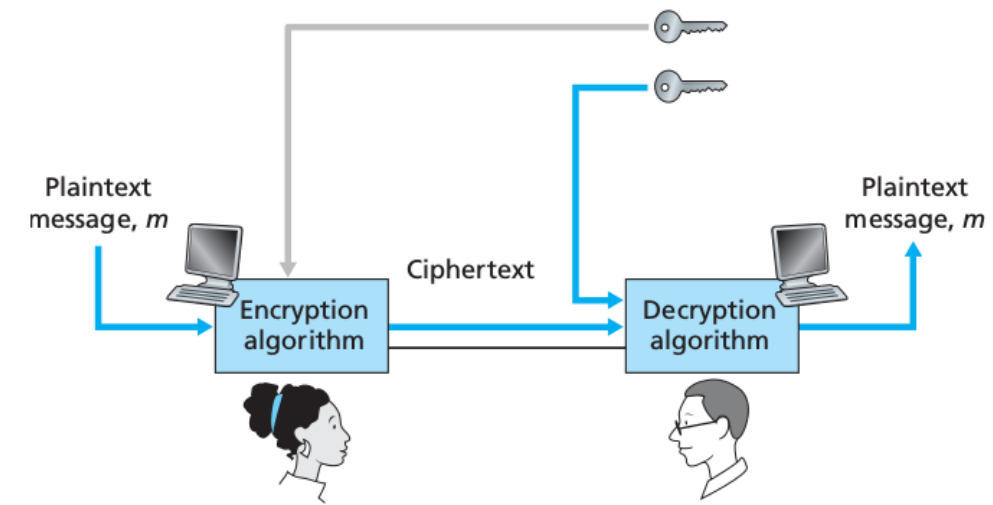 Plaintext
message, m
Plaintext
message, m
Ciphertext
Encryption
algorithm
Decryption
algorithm